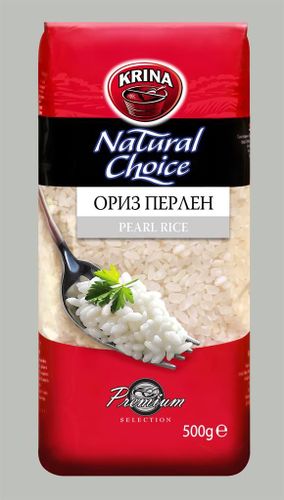 KRINA
Natural
Choice
ОРИЗ ПЕРЛЕН
PEARL RICE
Premium
SELECTION
500g℮